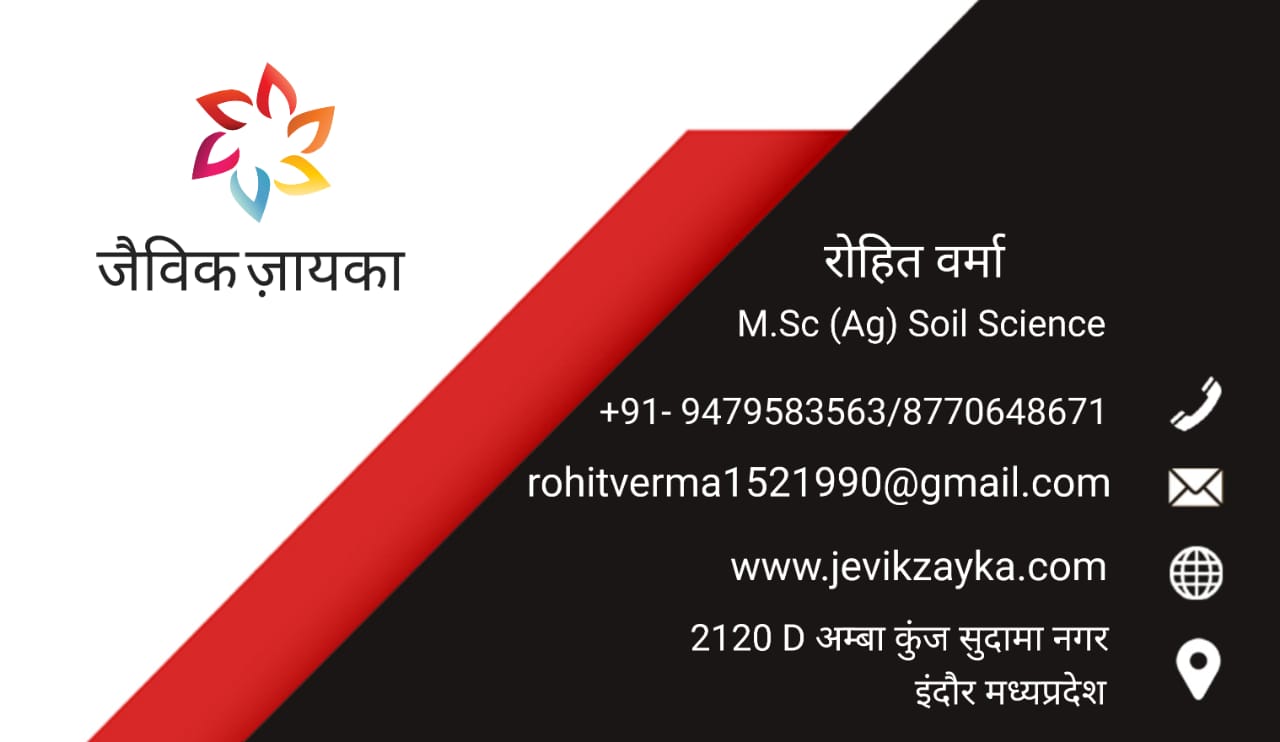 जैविक ज़ायका
रोहित वर्मा
M.Sc (Ag) Soil Science
+91- 9479583563/8770648671
rohitverma1521990@gmail.com
www.jevikzayka.com
2120 D अम्बा कुंज सुदामा नगर
इंदौर मध्यप्रदेश